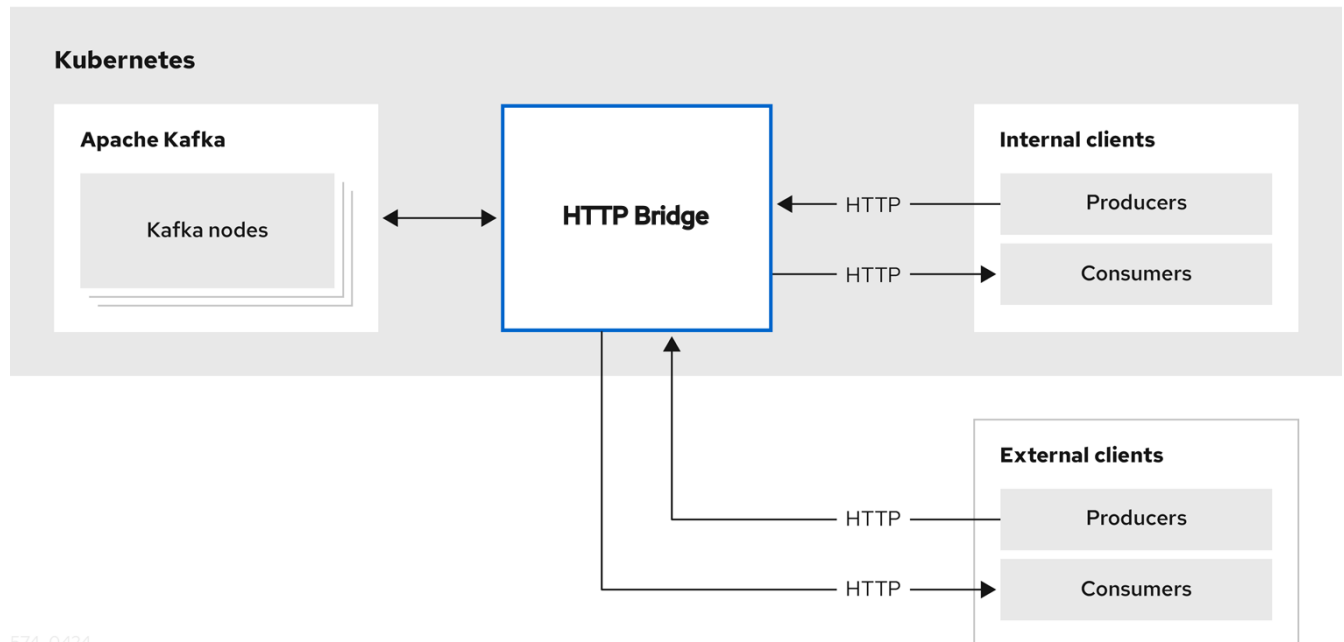 Kubernetes
Apache Kafka
Kafka nodes
HTTP Bridge
Internal clients
HTTP
Producers
HTTP
Consumers
External clients
HTTP
Producers
HTTP
Consumers